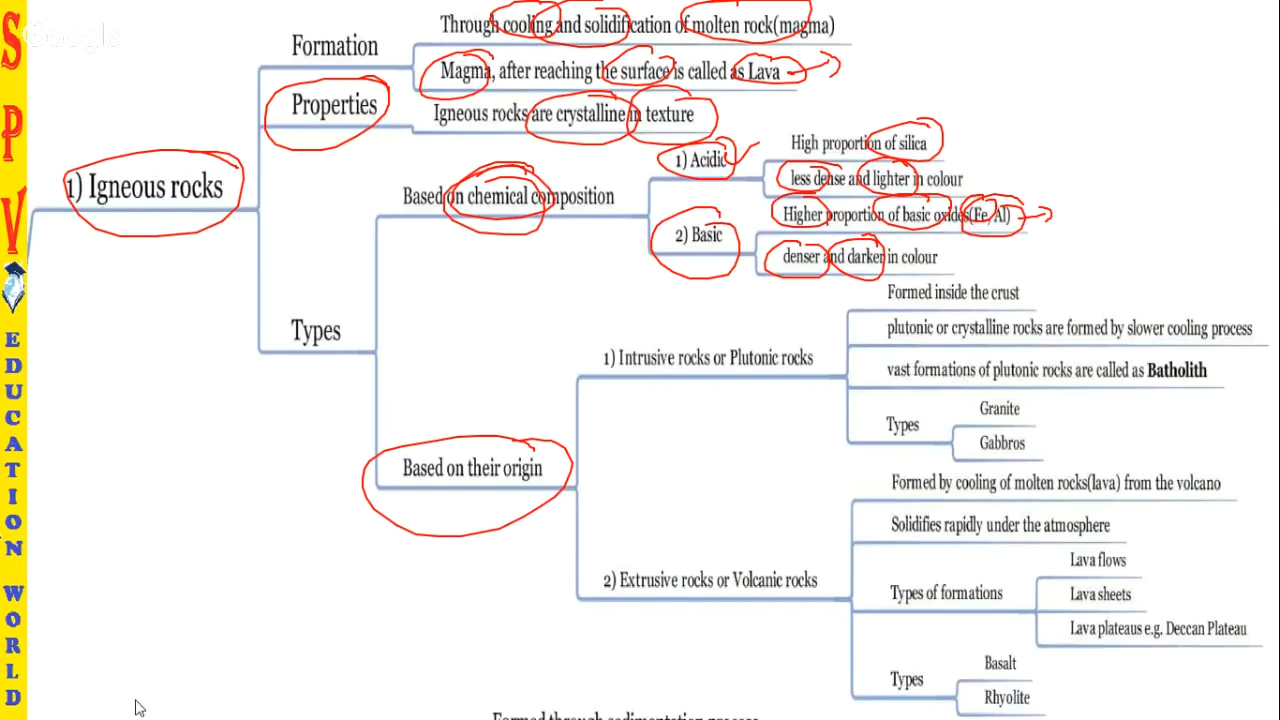 S P V
EDUCATION WORLD
Google
1) Igneous rocks
Formation
Through cooling and solidification of molten rock(magma)
Magma, after reaching the surface is called as Lava
Properties
Igneous rocks are crystalline in texture
Types
Based on chemical composition
1) Acidic
High proportion of silica
less dense and lighter in colour
2) Basic
Higher proportion of basic oxides(Fe, Al)
denser and darker in colour
Based on their origin
1) Intrusive rocks or Plutonic rocks
Formed inside the crust
plutonic or crystalline rocks are formed by slower cooling process
vast formations of plutonic rocks are called as Batholith
Types
Granite
Gabbros
2) Extrusive rocks or Volcanic rocks
Formed by cooling of molten rocks(lava) from the volcano
Solidifies rapidly under the atmosphere
Types of formations
Lava flows
Lava sheets
Lava plateaus e.g. Deccan Plateau
Types
Basalt
Rhyolite
Formed through sedimentation process